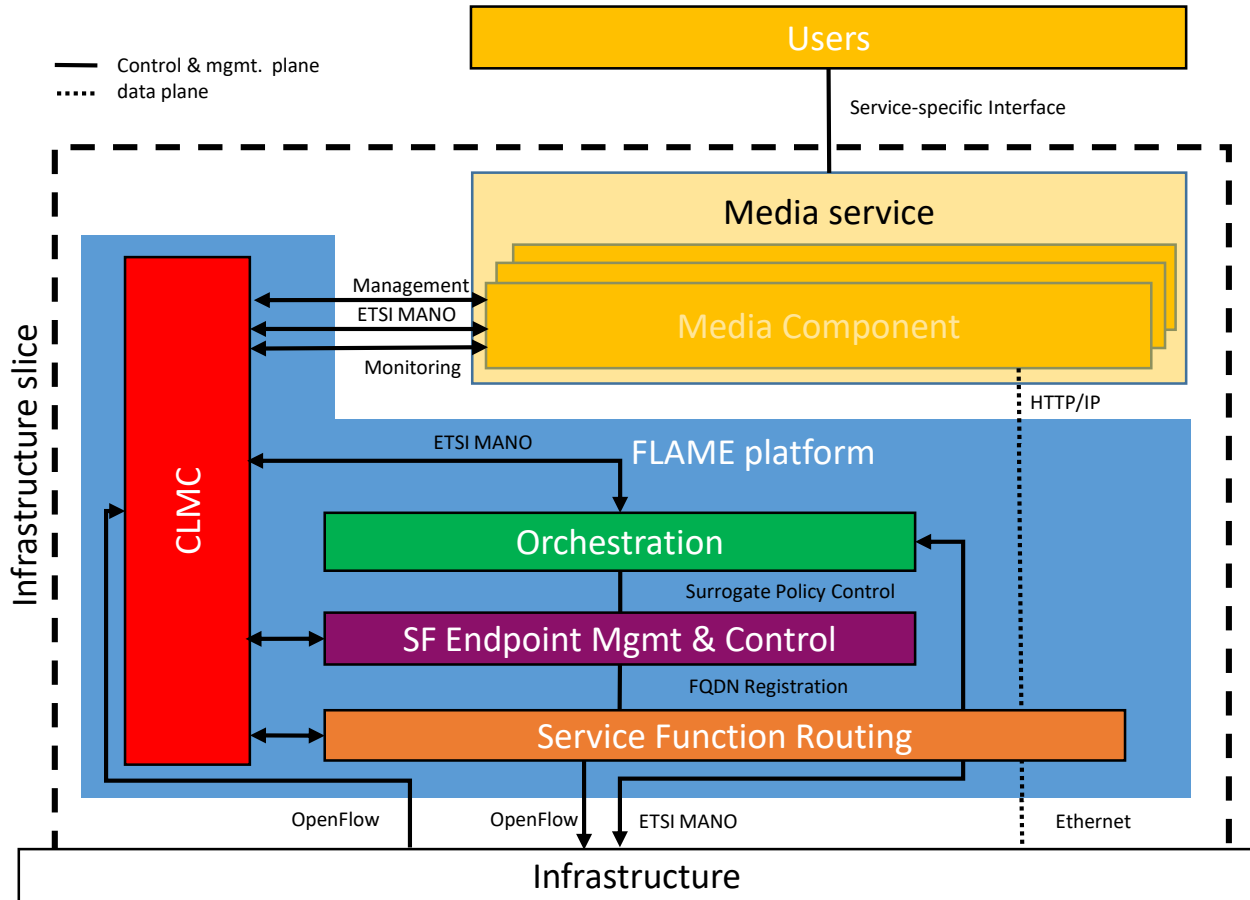 Users
Control & mgmt. plane
data plane
Service-specific Interface
Media service
Management
ETSI MANO
Media Component
Monitoring
HTTP/IP
Infrastructure slice
CLMC
ETSI MANO
FLAME platform
Orchestration
Surrogate Policy Control
SF Endpoint Mgmt & Control
FQDN Registration
Service Function Routing
OpenFlow
OpenFlow
ETSI MANO
Ethernet
Infrastructure